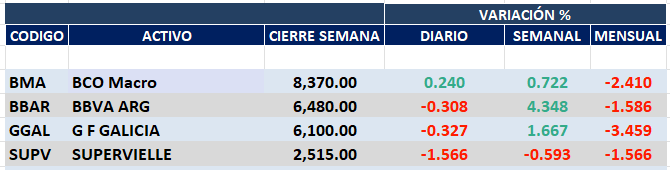 VARIACIÓN %
CODIGO ACTIVO CIERRE SEMANA DIARIO SEMANAL MENSUAL
BMA BCO Macro 8,370.00 0.240 0.722 -2.410
BBAR BBVA ARG 6,480.00 -0.308 4.348 -1.586
GGAL G F GALICIA 6,100.00 -0.327 1.667 -3.459
SUPV SUPERVIELLE 2,515.00 -1.566 -0.593 -1.566